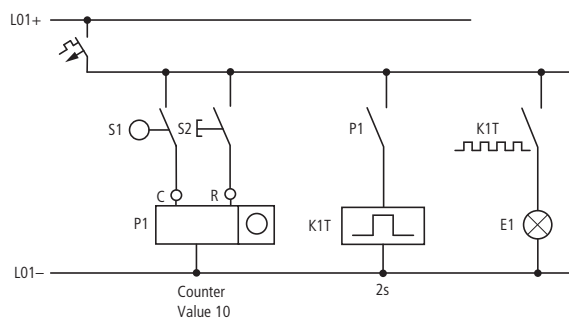 L01+
S1
S2
P1
K1T
C
R
P1
K1T
E1
L01–
Counter
Value 10
2s